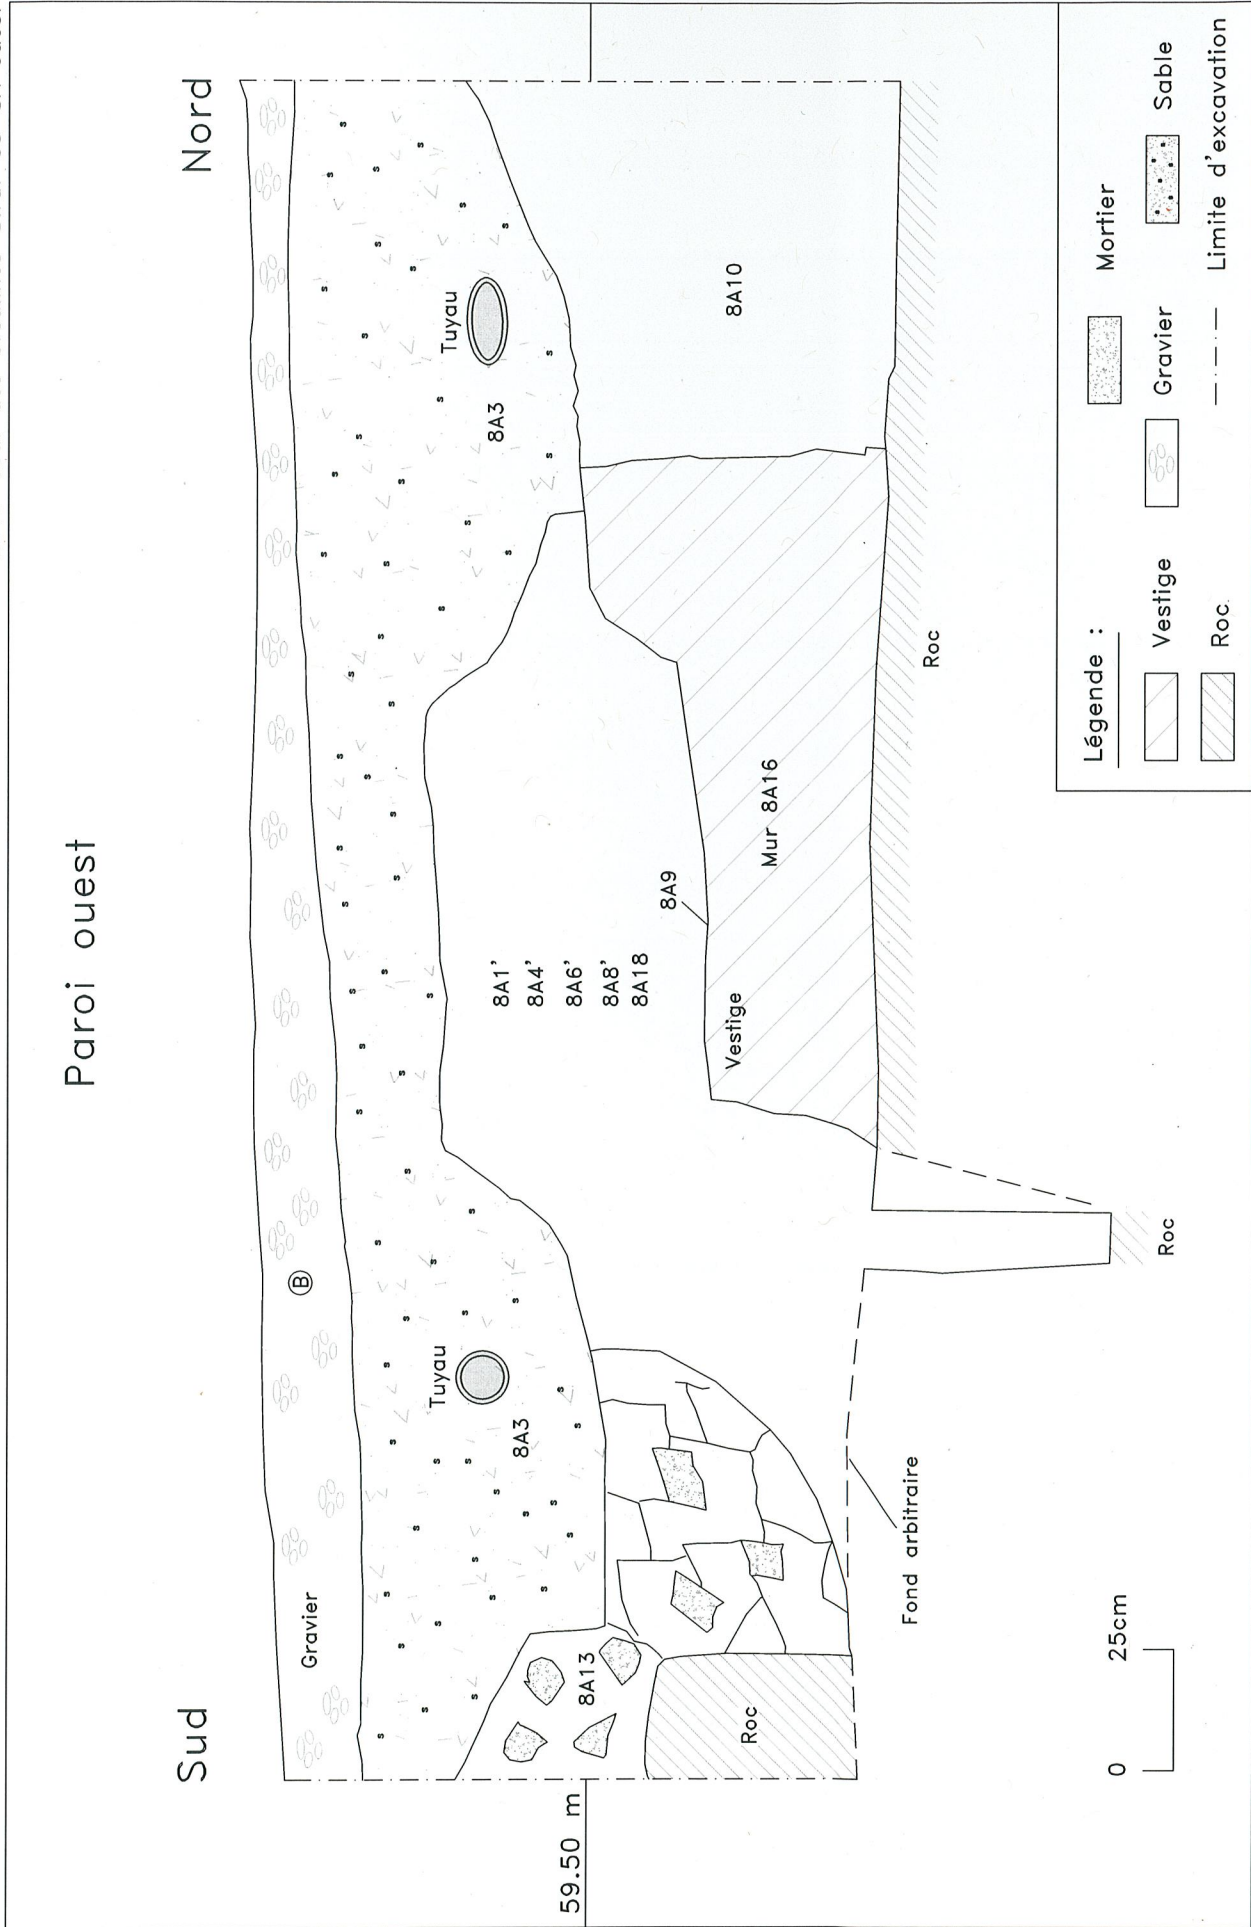 Paroi ouest
Sud
Nord
Gravier
B
Tuyau
Tuyau
8A3
8A3
8A13
8A1'
8A4'
8A6'
8A8'
8A18
8A9
8A10
59.50 m
Vestige
Mur 8A16
Roc
Roc
Roc
Fond arbitraire
0 25cm
Légende :
Mortier
Vestige
Gravier
Sable
Roc
Limite d'excavation